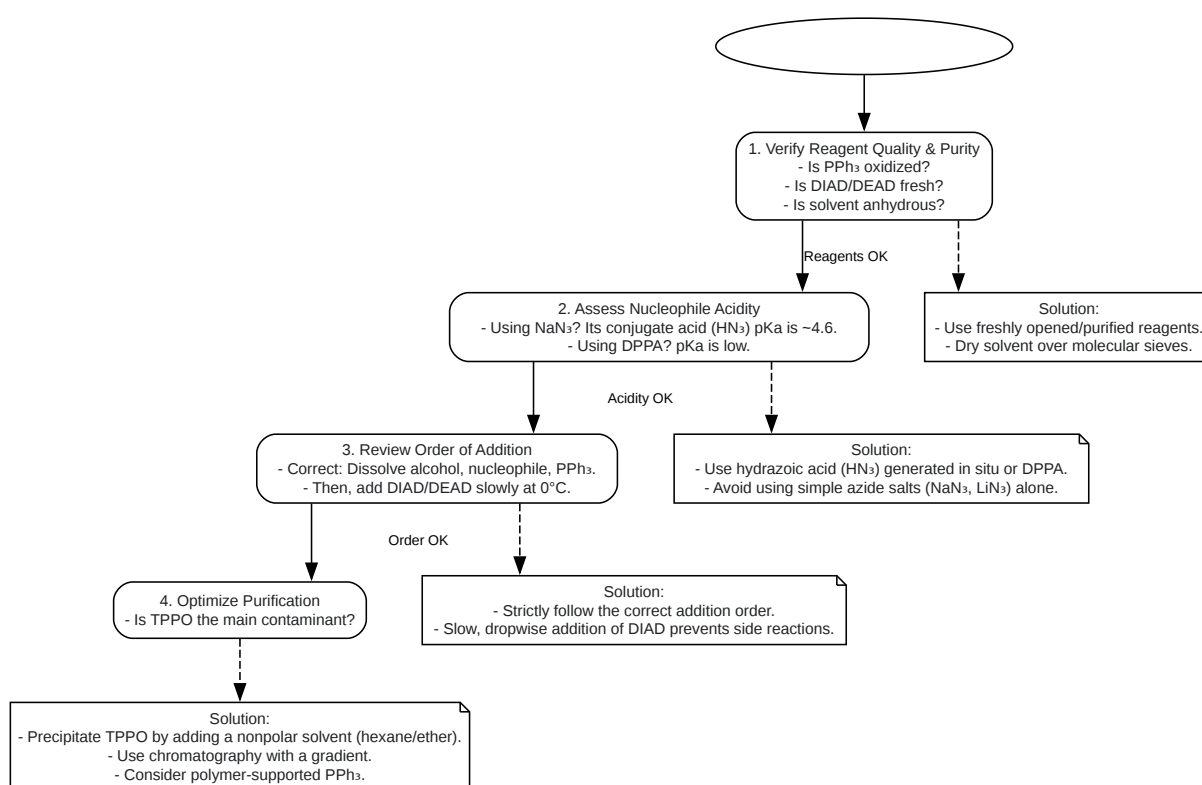 1. Verify Reagent Quality & Purity
- Is PPh₃ oxidized?
- Is DIAD/DEAD fresh?
- Is solvent anhydrous?
Reagents OK
2. Assess Nucleophile Acidity
- Using NaN₃? Its conjugate acid (HN₃) pKa is ~4.6.
- Using DPPA? pKa is low.
Solution:
- Use freshly opened/purified reagents.
- Dry solvent over molecular sieves.
Acidity OK
3. Review Order of Addition
- Correct: Dissolve alcohol, nucleophile, PPh₃.
- Then, add DIAD/DEAD slowly at 0°C.
Solution:
- Use hydrazoic acid (HN₃) generated in situ or DPPA.
- Avoid using simple azide salts (NaN₃, LiN₃) alone.
Order OK
4. Optimize Purification
- Is TPPO the main contaminant?
Solution:
- Strictly follow the correct addition order.
- Slow, dropwise addition of DIAD prevents side reactions.
Solution:
- Precipitate TPPO by adding a nonpolar solvent (hexane/ether).
- Use chromatography with a gradient.
- Consider polymer-supported PPh₃.